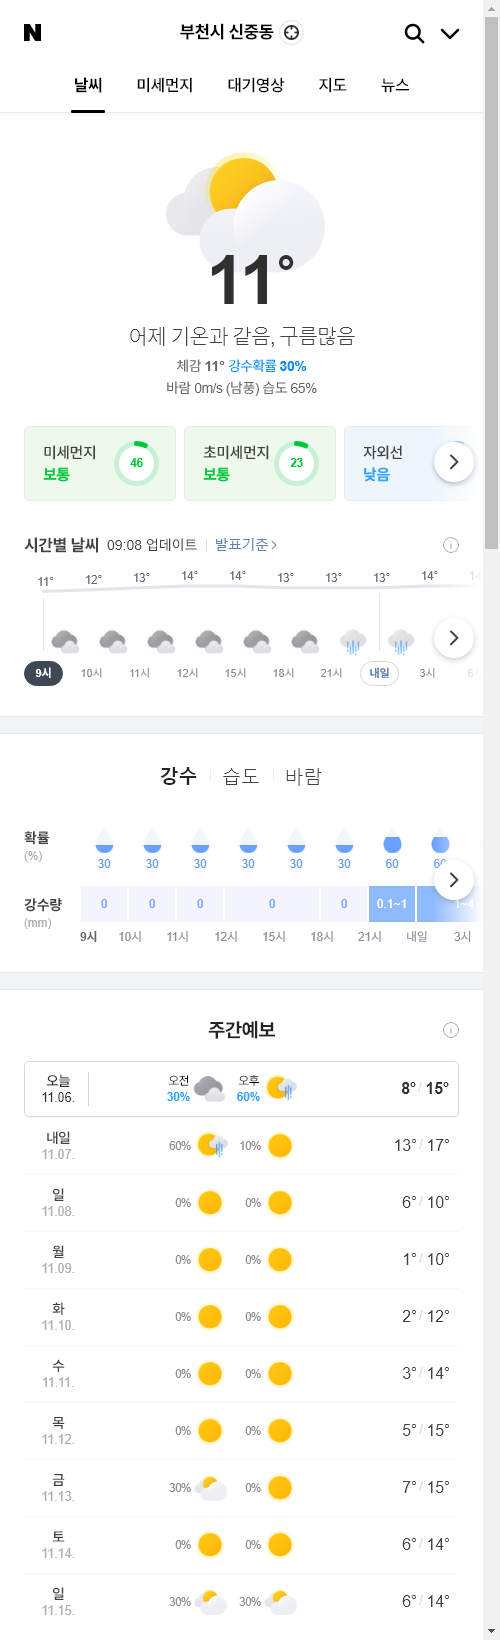 N
부천시 신중동
날씨 미세먼지 대기영상 지도 뉴스
11°
어제 기온과 같음, 구름많음
체감 11° 강수확률 30%
바람 0m/s (남풍) 습도 65%
미세먼지 보통 46
초미세먼지 보통 23
자외선 낮음
시간별 날씨 09:08 업데이트 발표기준 >
11° 12° 13° 14° 14° 13° 13° 13° 14° 14
9시 10시 11시 12시 15시 18시 21시 내일 3시
강수 습도 바람
확률 (%)
30 30 30 30 30 30 60 60
강수량 (mm)
0 0 0 0 0 0.1~1 1~4
9시 10시 11시 12시 15시 18시 21시 내일 3시
주간예보
오늘 11.06. 오전 30% 오후 60% 8° / 15°
내일 11.07. 60% 10% 13° / 17°
일 11.08. 0% 0% 6° / 10°
월 11.09. 0% 0% 1° / 10°
화 11.10. 0% 0% 2° / 12°
수 11.11. 0% 0% 3° / 14°
목 11.12. 0% 0% 5° / 15°
금 11.13. 30% 0% 7° / 15°
토 11.14. 0% 0% 6° / 14°
일 11.15. 30% 30% 6° / 14°